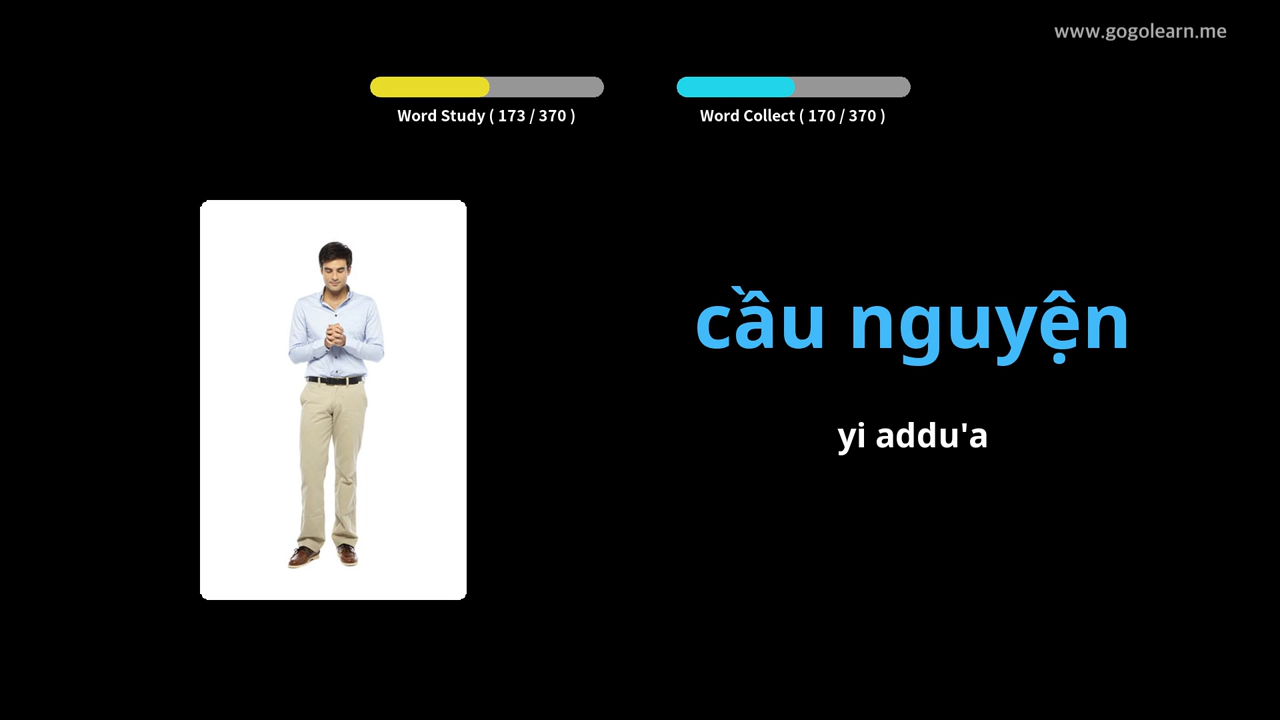 www.gogolearn.me
Word Study ( 173 / 370 )
Word Collect ( 170 / 370 )
cầu nguyện
yi addu'a